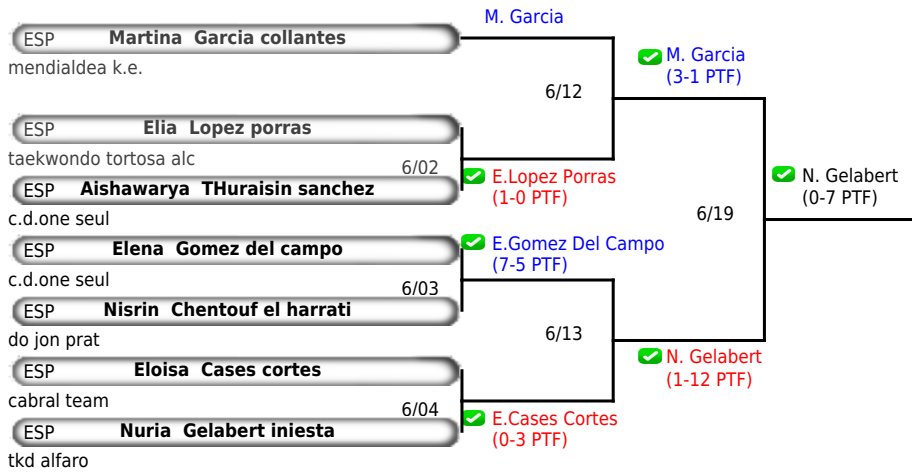 M. Garcia
ESP Martina Garcia collantes
mendialdea k.e.
M. Garcia
(3-1 PTF)
6/12
ESP Elia Lopez porras
taekwondo tortosa alc
6/02
E.Lopez Porras
(1-0 PTF)
ESP Aishawarya THuraisin sanchez
c.d.one seul
N. Gelabert
(0-7 PTF)
6/19
ESP Elena Gomez del campo
c.d.one seul
E.Gomez Del Campo
(7-5 PTF)
6/03
ESP Nisrin Chentouf el harrati
do jon prat
6/13
N. Gelabert
(1-12 PTF)
ESP Eloisa Cases cortes
cabral team
6/04
E.Cases Cortes
(0-3 PTF)
ESP Nuria Gelabert iniesta
tkd alfaro